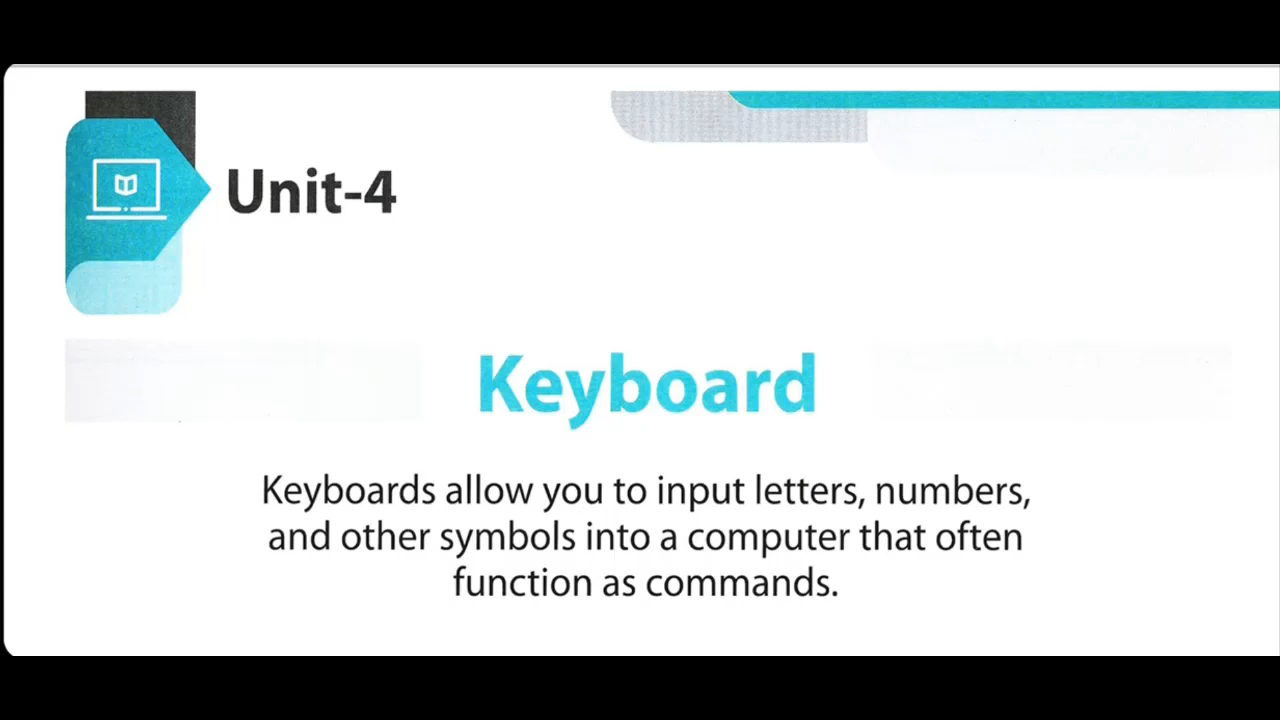 Unit-4
Keyboard
Keyboards allow you to input letters, numbers,
and other symbols into a computer that often
function as commands.